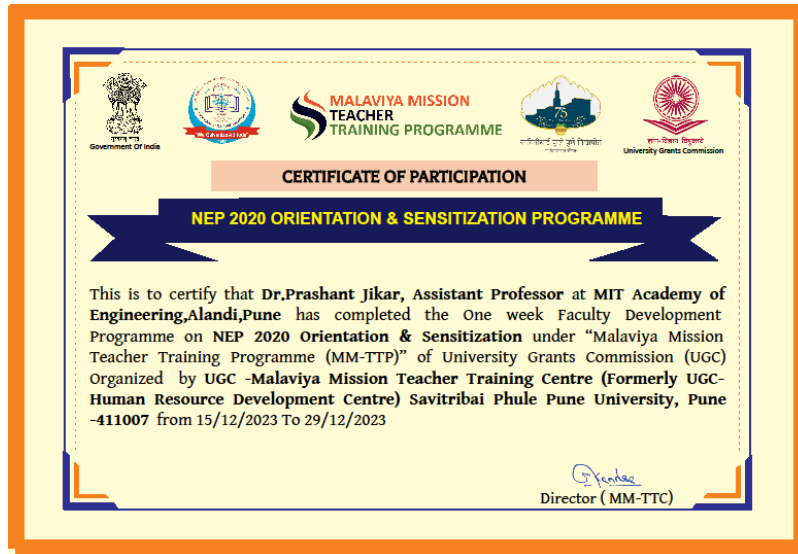 MALAVIYA MISSION
TEACHER
TRAINING PROGRAMME
75
Government Of India
ज्ञान-विज्ञान विमुक्तये
University Grants Commission
CERTIFICATE OF PARTICIPATION
NEP 2020 ORIENTATION & SENSITIZATION PROGRAMME
This is to certify that Dr,Prashant Jikar, Assistant Professor at MIT Academy of
Engineering,Alandi,Pune has completed the One week Faculty Development
Programme on NEP 2020 Orientation & Sensitization under “Malaviya Mission
Teacher Training Programme (MM-TTP)” of University Grants Commission (UGC)
Organized by UGC -Malaviya Mission Teacher Training Centre (Formerly UGC-
Human Resource Development Centre) Savitribai Phule Pune University, Pune
-411007 from 15/12/2023 To 29/12/2023
Director ( MM-TTC)